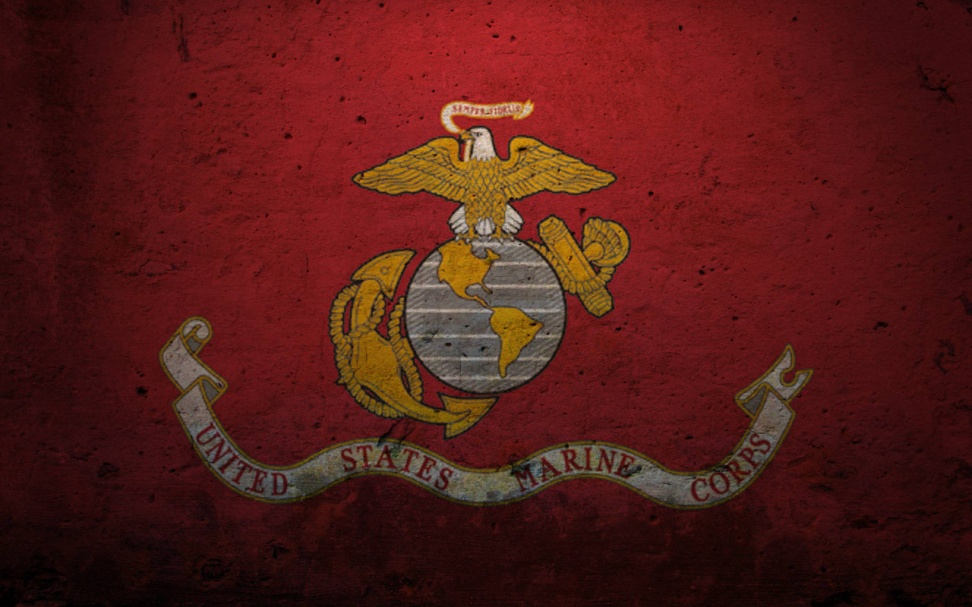 SEMPER FIDELIS
UNITED STATES MARINE CORPS